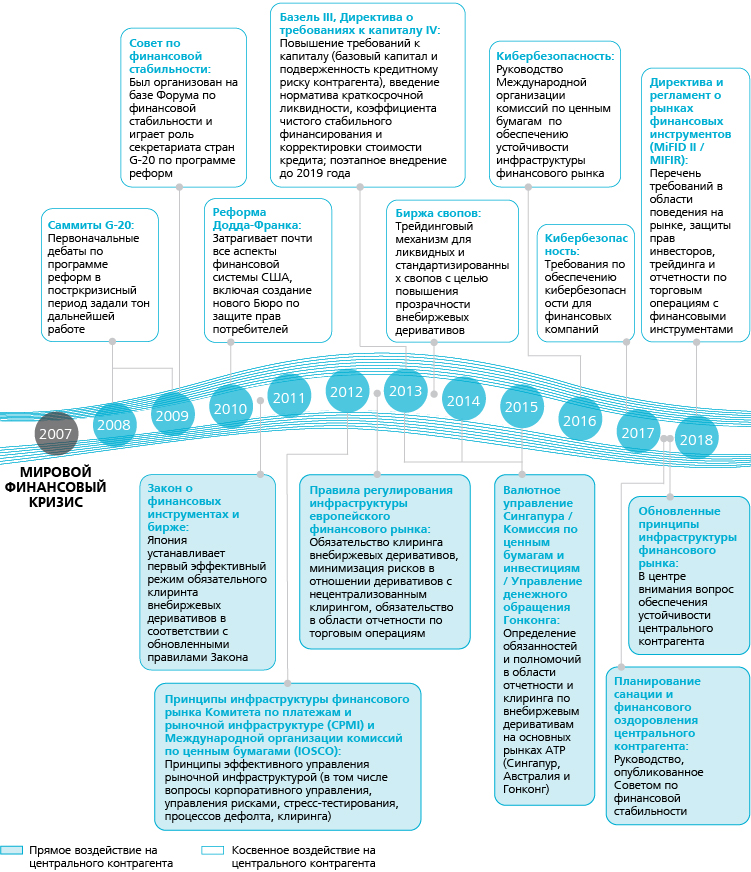 Совет по
финансовой
стабильности:
Был организован на
базе Форума по
финансовой
стабильности и
играет роль
секретариата стран
G-20 по программе
реформ
Базель III, Директива о
требованиях к капиталу IV:
Повышение требований к
капиталу (базовый капитал и
подверженность кредитному
риску контрагента), введение
норматива краткосрочной
ликвидности, коэффициента
чистого стабильного
финансирования и
корректировки стоимости
кредита; поэтапное внедрение
до 2019 года
Кибербезопасность:
Руководство
Международной
организации
комиссий по ценным
бумагам по
обеспечению
устойчивости
инфраструктуры
финансового рынка
Директива и
регламент о
рынках
финансовых
инструментов
(MiFID II /
MIFIR):
Перечень
требований в
области
поведения на
рынке, защиты
прав
инвесторов,
трейдинга и
отчетности по
торговым
операциям с
финансовыми
инструментами
Саммиты G-20:
Первоначальные
дебаты по
программе
реформ в
постркризисный
период задали тон
дальнейшей
работе
Реформа
Додда-Франка:
Затрагивает почти
все аспекты
финансовой
системы США,
включая создание
нового Бюро по
защите прав
потребителей
Биржа свопов:
Трейдинговый
механизм для
ликвидных и
стандартизированны
х свопов с целью
повышения
прозрачности
внебиржевых
деривативов
Кибербезопас
ность:
Требования по
обеспечению
кибербезопасн
ости для
финансовых
компаний
2007
2008
2009
2010
2011
2012
2013
2014
2015
2016
2017
2018
МИРОВОЙ
ФИНАНСОВЫЙ
КРИЗИС
Закон о
финансовых
инструментах и
бирже:
Япония
устанавливает
первый эффективный
режим обязательного
клиринта
внебиржевых
деривативов в
соответствии с
обновленными
правилами Закона
Правила регулирования
инфраструктуры
европейского
финансового рынка:
Обязательство клиринга
внебиржевых деривативов,
минимизация рисков в
отношении деривативов с
нецентрализованным
клирингом, обязательство
в области отчетности по
торговым операциям
Валютное
управление
Сингапура /
Комиссия по
ценным
бумагам и
инвестициям
/ Управление
денежного
обращения
Гонконга:
Определение
обязанностей
и полномочий
в области
отчетности и
клиринга по
внебиржевым
деривативам
на основных
рынках АТР
(Сингапур,
Австралия и
Гонконг)
Обновленные
принципы
инфраструктуры
финансового
рынка:
В центре
внимания вопрос
обеспечения
устойчивости
центрального
контрагента
Принципы инфраструктуры финансового
рынка Комитета по платежам и
рыночной инфраструктуре (CPMI) и
Международной организации комиссий
по ценным бумагами (IOSCO):
Принципы эффективного управления
рыночной инфраструктурой (в том числе
вопросы корпоративного управления,
управления рисками, стресс-тестирования,
процессов дефолта, клиринга)
Планирование
санации и
финансового
оздоровления
центрального
контрагента:
Руководство,
опубликованное
Советом по
финансовой
стабильности
Прямое воздействие на
центрального контрагента
Косвенное воздействие на
центрального контрагента